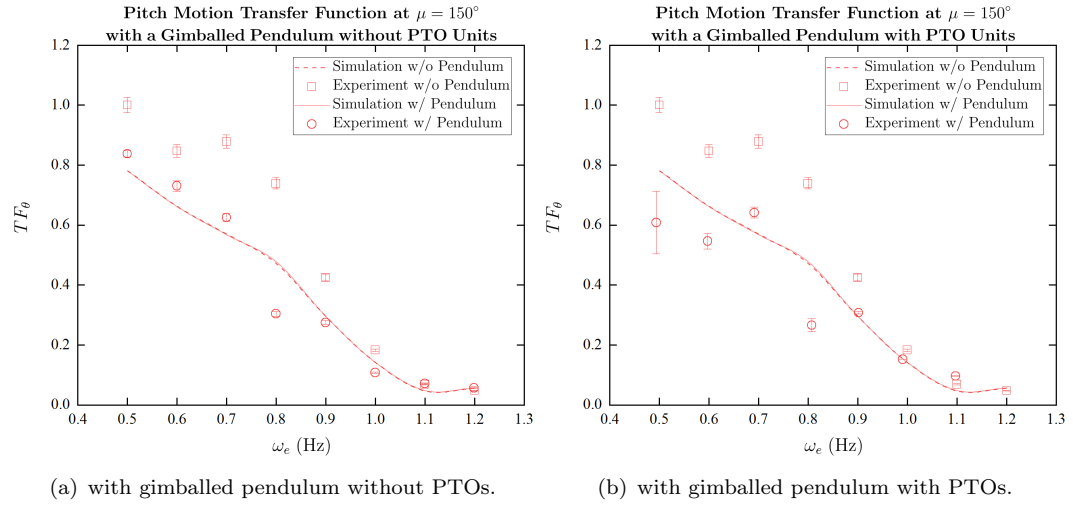 Pitch Motion Transfer Function at μ = 150°
with a Gimballed Pendulum without PTO Units
1.2
1.0
0.8
0.6
0.4
0.2
0.0
TF_θ
Simulation w/o Pendulum
Experiment w/o Pendulum
Simulation w/ Pendulum
Experiment w/ Pendulum
0.4 0.5 0.6 0.7 0.8 0.9 1.0 1.1 1.2 1.3
ω_e (Hz)
(a) with gimballed pendulum without PTOs.
Pitch Motion Transfer Function at μ = 150°
with a Gimballed Pendulum with PTO Units
1.2
1.0
0.8
0.6
0.4
0.2
0.0
TF_θ
Simulation w/o Pendulum
Experiment w/o Pendulum
Simulation w/ Pendulum
Experiment w/ Pendulum
0.4 0.5 0.6 0.7 0.8 0.9 1.0 1.1 1.2 1.3
ω_e (Hz)
(b) with gimballed pendulum with PTOs.